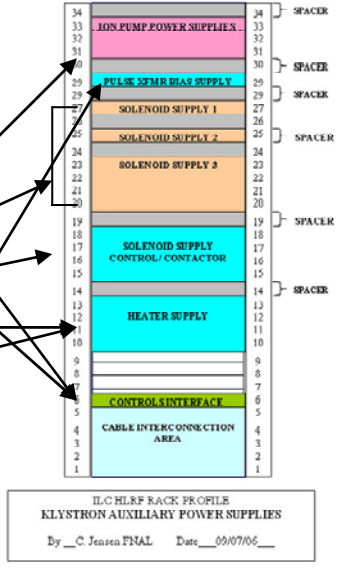 34 34 SPACER
33 ION PUMP POWER SUPPLIES 33
32 32
31 31
30 30 SPACER
29 PULSE XFMR BIAS SUPPLY 29
29 29 SPACER
27 SOLENOID SUPPLY 1 27
26 26
25 SOLENOID SUPPLY 2 25 SPACER
24 24
23 SOLENOID SUPPLY 3 23
22 22
21 21
20 20
19 19 SPACER
18 18
17 SOLENOID SUPPLY 17
16 CONTROL / CONTACTOR 16
15 15
14 14 SPACER
13 13
12 HEATER SUPPLY 12
11 11
10 10
9 9
8 8
7 7
6 CONTROLS INTERFACE 6
5 5
4 CABLE INTERCONNECTION 4
3 AREA 3
2 2
1 1
ILC HLRF RACK PROFILE
KLYSTRON AUXILIARY POWER SUPPLIES
By __C. Jensen FNAL Date___09/07/06___